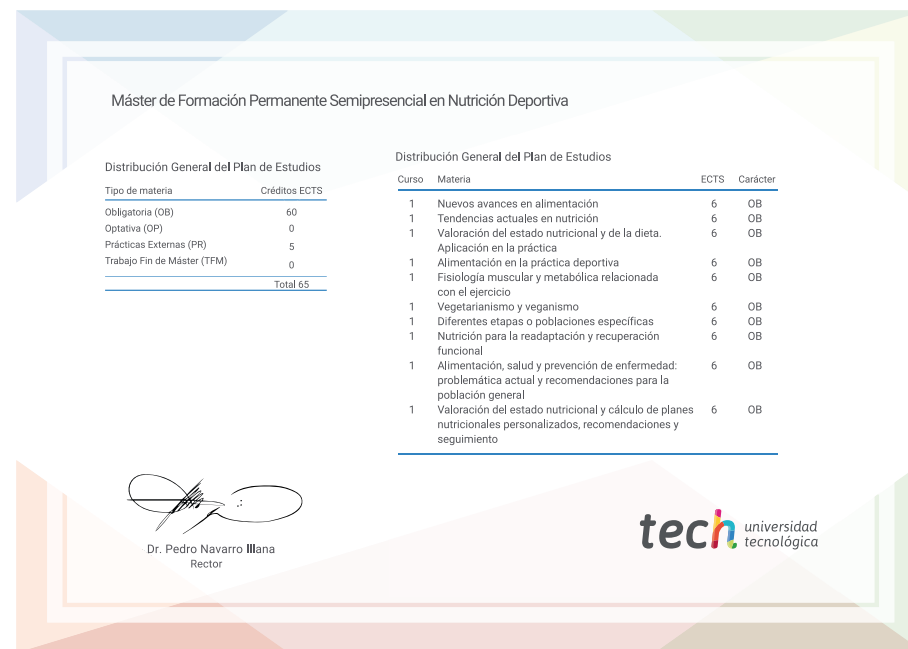 Máster de Formación Permanente Semipresencial en Nutrición Deportiva
Distribución General del Plan de Estudios
Tipo de materia Créditos ECTS
Obligatoria (OB) 60
Optativa (OP) 0
Prácticas Externas (PR) 5
Trabajo Fin de Máster (TFM) 0
Total 65
Distribución General del Plan de Estudios
Curso Materia ECTS Carácter
1 Nuevos avances en alimentación 6 OB
1 Tendencias actuales en nutrición 6 OB
1 Valoración del estado nutricional y de la dieta. 6 OB
Aplicación en la práctica
1 Alimentación en la práctica deportiva 6 OB
1 Fisiología muscular y metabólica relacionada 6 OB
con el ejercicio
1 Vegetarianismo y veganismo 6 OB
1 Diferentes etapas o poblaciones específicas 6 OB
1 Nutrición para la readaptación y recuperación 6 OB
funcional
1 Alimentación, salud y prevención de enfermedad: 6 OB
problemática actual y recomendaciones para la
población general
1 Valoración del estado nutricional y cálculo de planes 6 OB
nutricionales personalizados, recomendaciones y
seguimiento
Dr. Pedro Navarro Illana
Rector
tech universidad
tecnológica